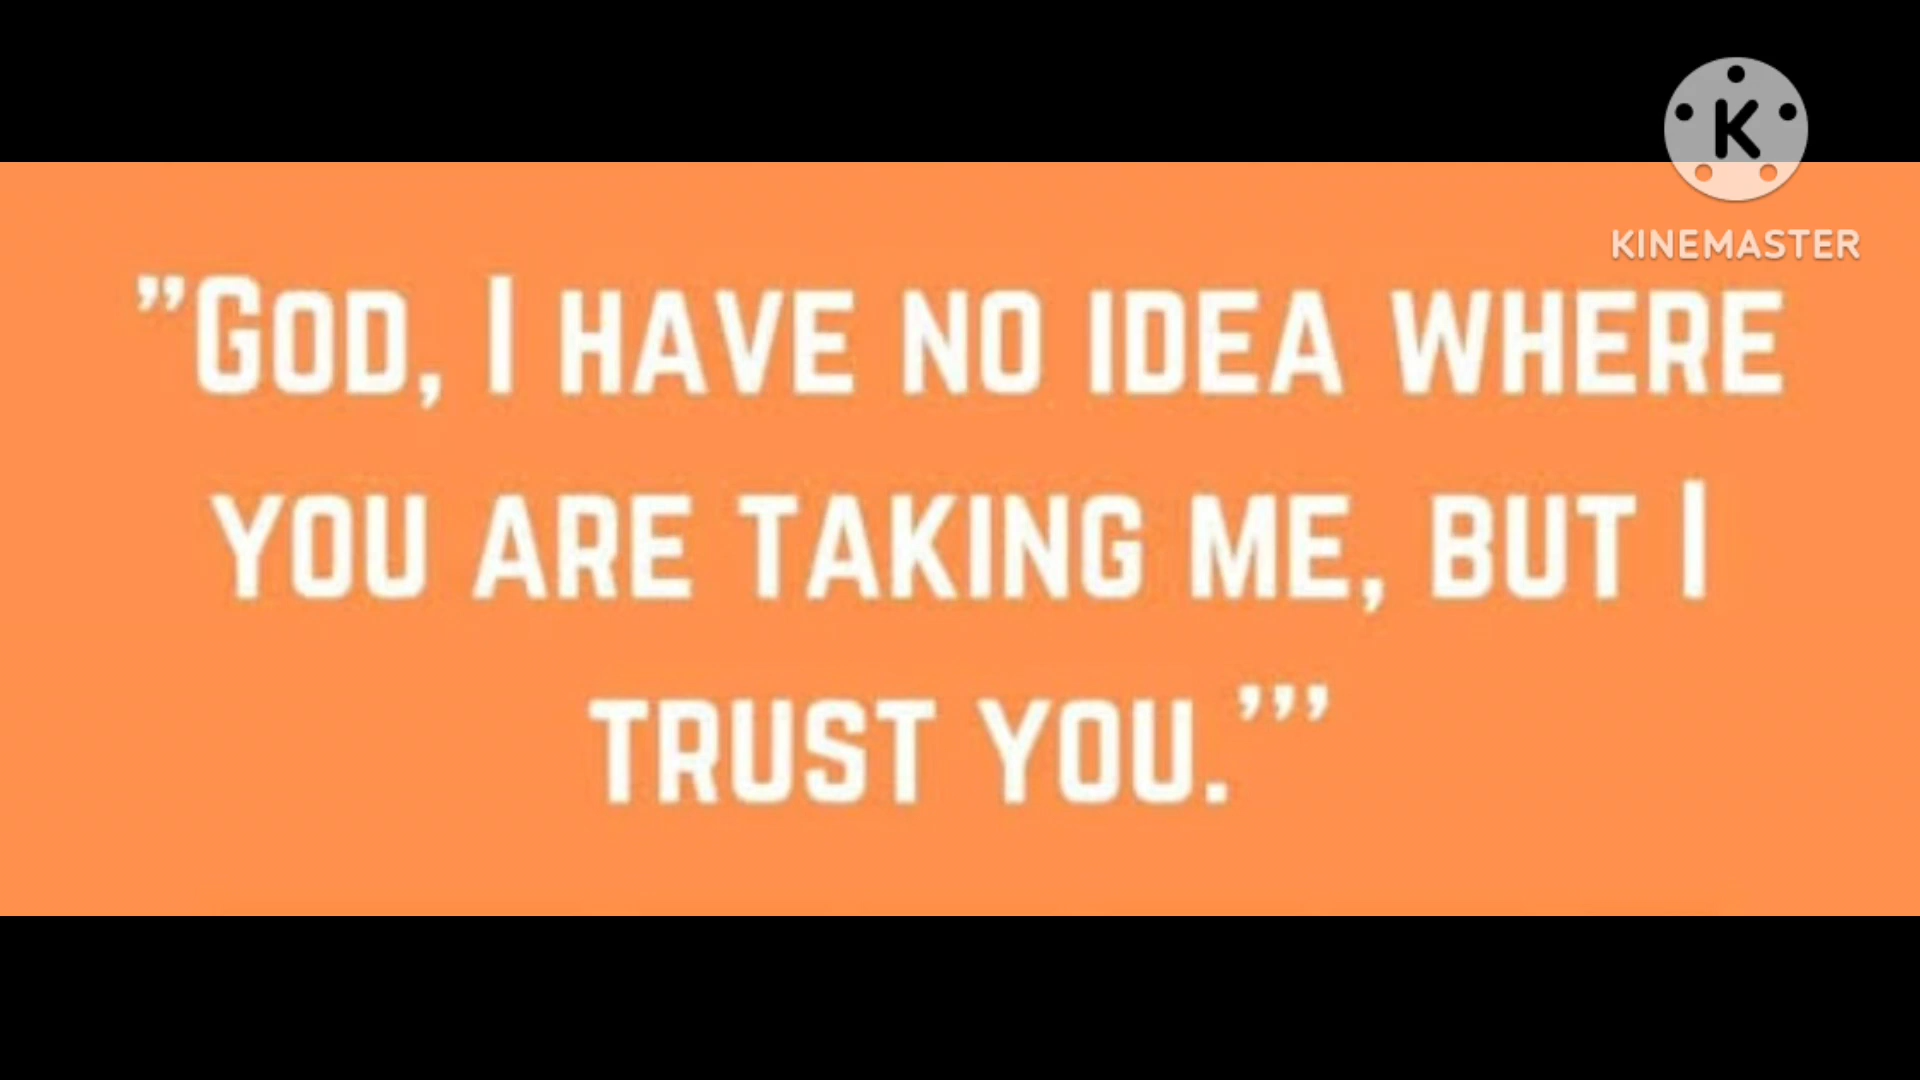 K
KINEMASTER
”GOD, I HAVE NO IDEA WHERE
YOU ARE TAKING ME, BUT I
TRUST YOU.’’’